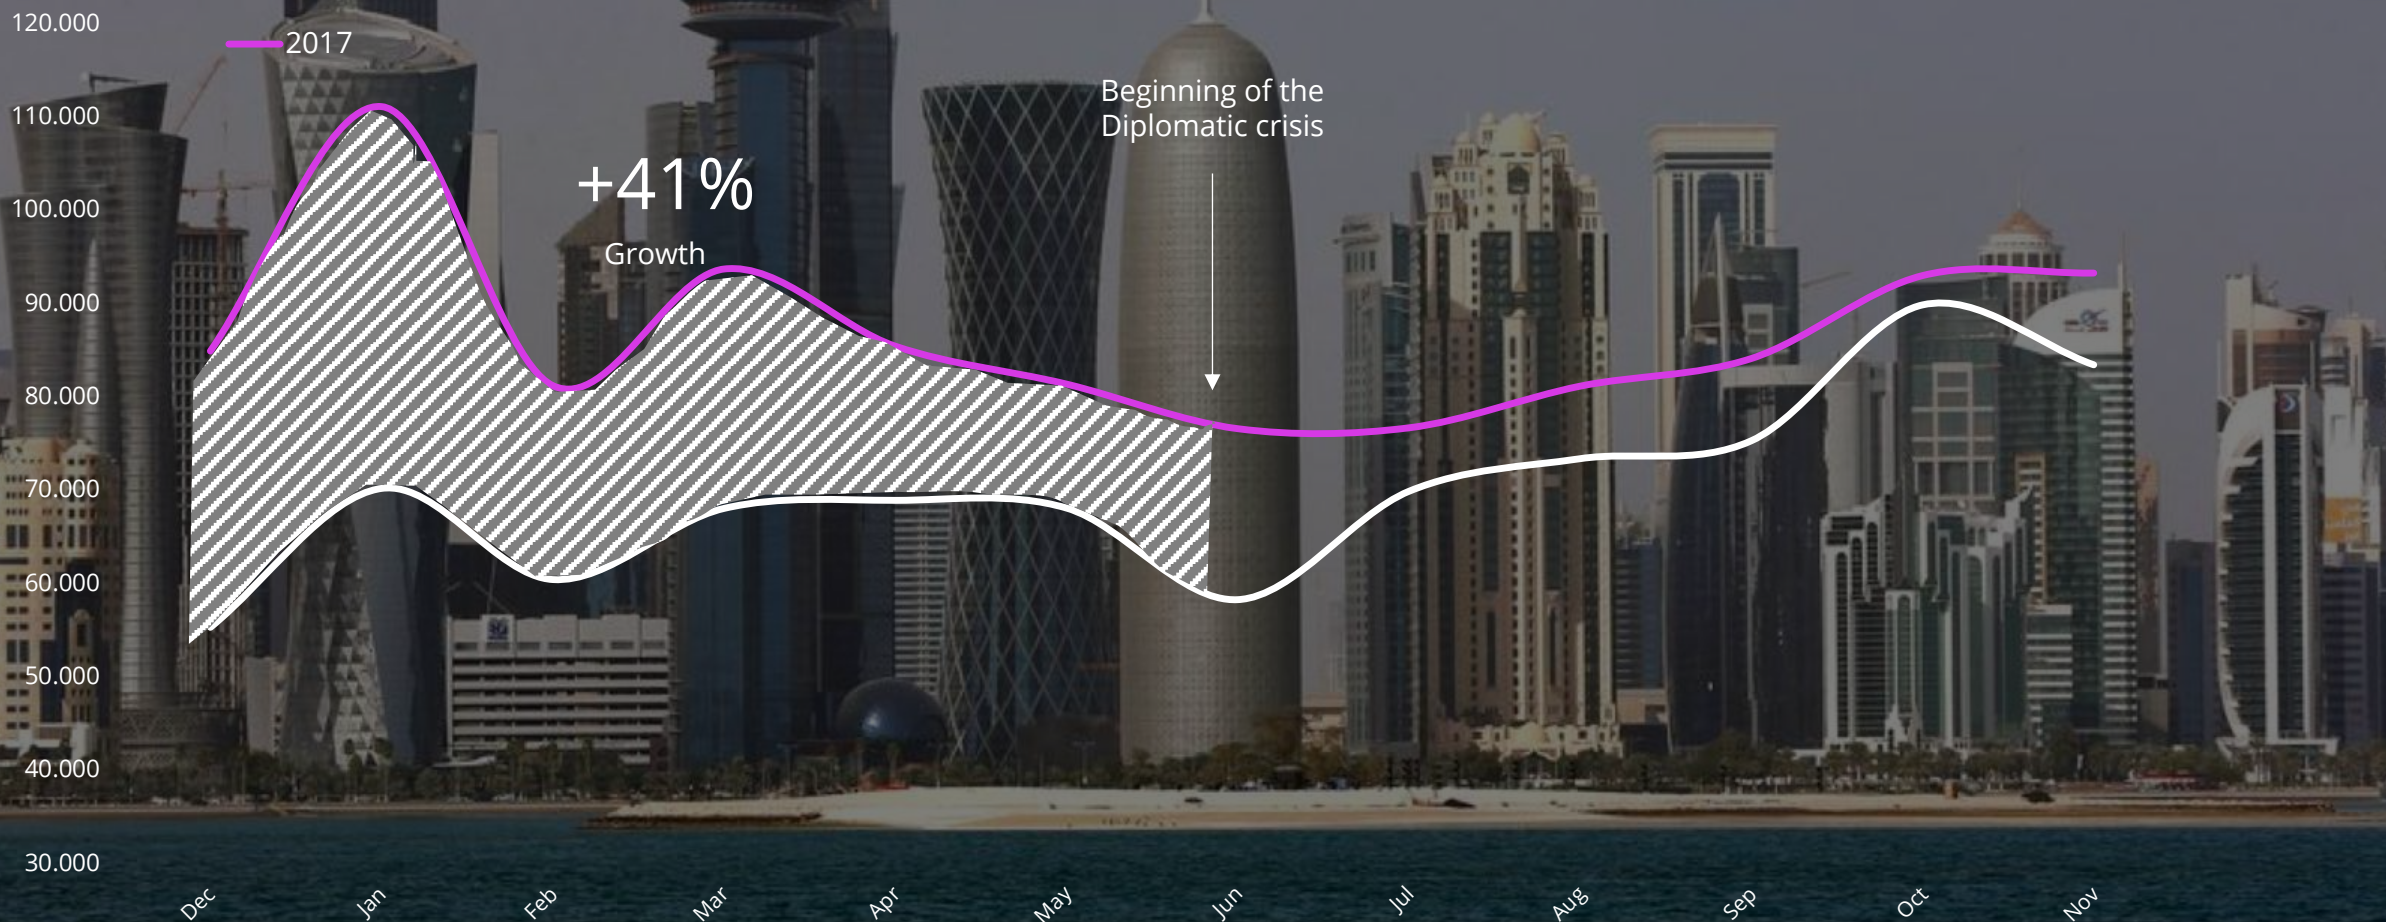 120.000
110.000
100.000
90.000
80.000
70.000
60.000
50.000
40.000
30.000
2017
+41%
Growth
Beginning of the
Diplomatic crisis
Dec
Jan
Feb
Mar
Apr
May
Jun
Jul
Aug
Sep
Oct
Nov